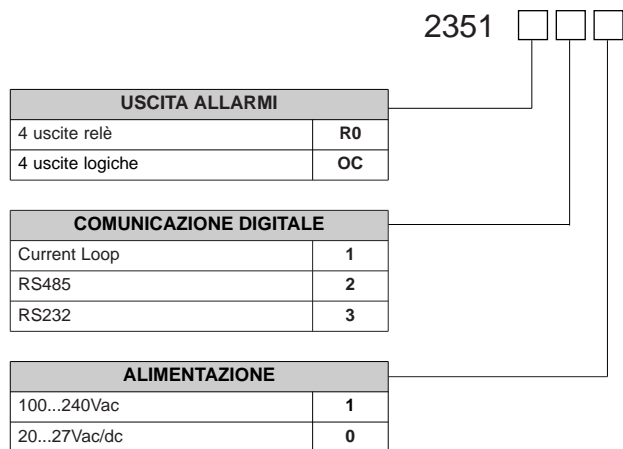 2351
USCITA ALLARMI
4 uscite relè R0
4 uscite logiche OC
COMUNICAZIONE DIGITALE
Current Loop 1
RS485 2
RS232 3
ALIMENTAZIONE
100...240Vac 1
20...27Vac/dc 0